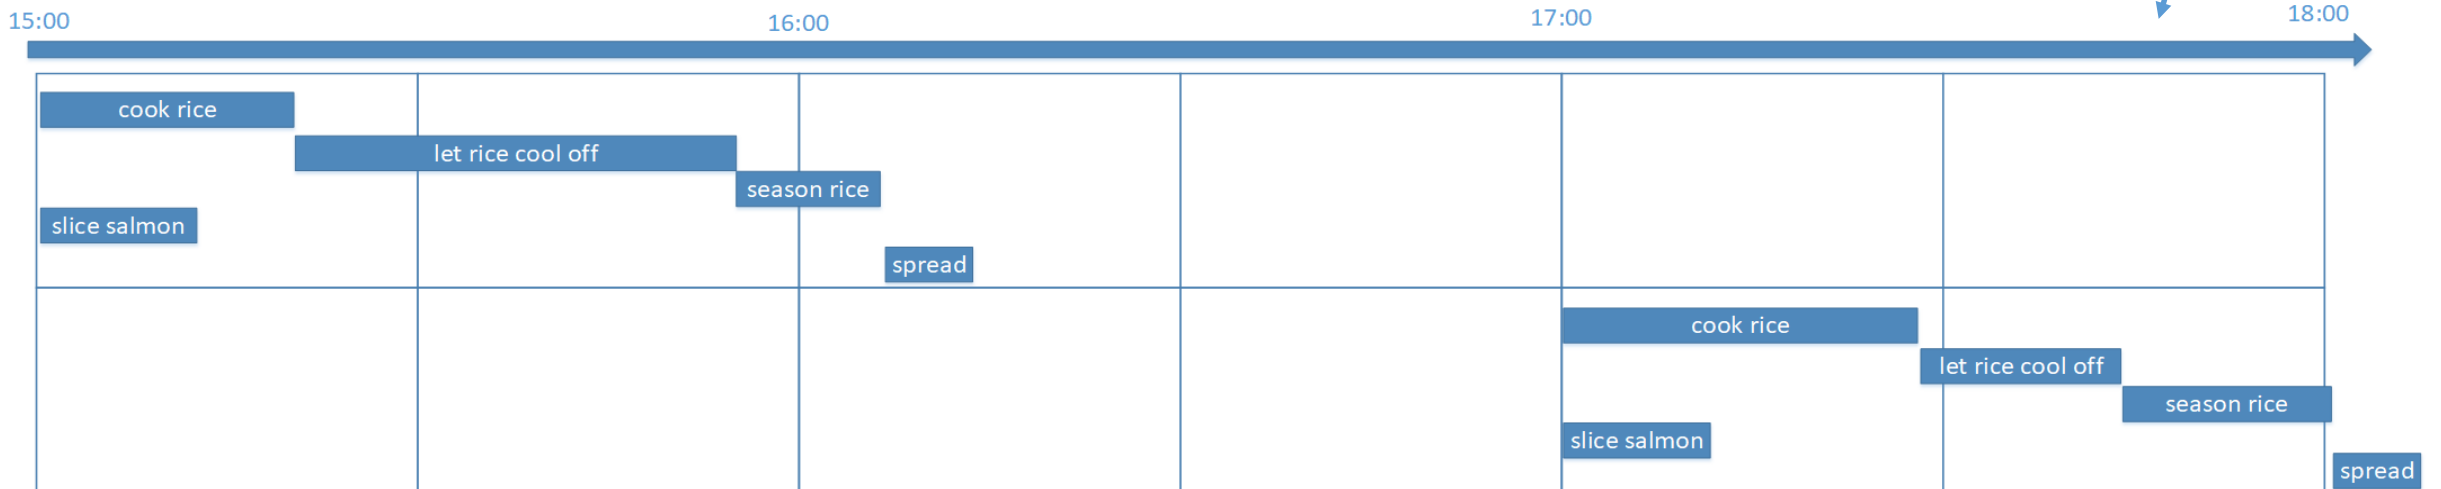 15:00
16:00
17:00
18:00
cook rice
let rice cool off
season rice
slice salmon
spread
cook rice
let rice cool off
season rice
slice salmon
spread